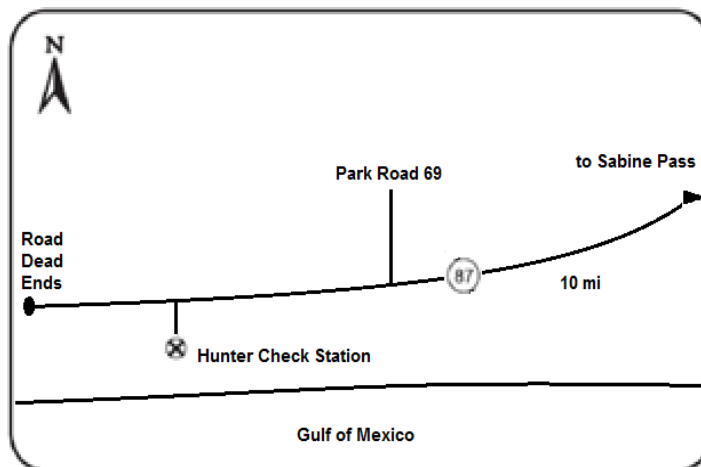 N
to Sabine Pass
Park Road 69
Road
Dead
Ends
87
10 mi
Hunter Check Station
Gulf of Mexico